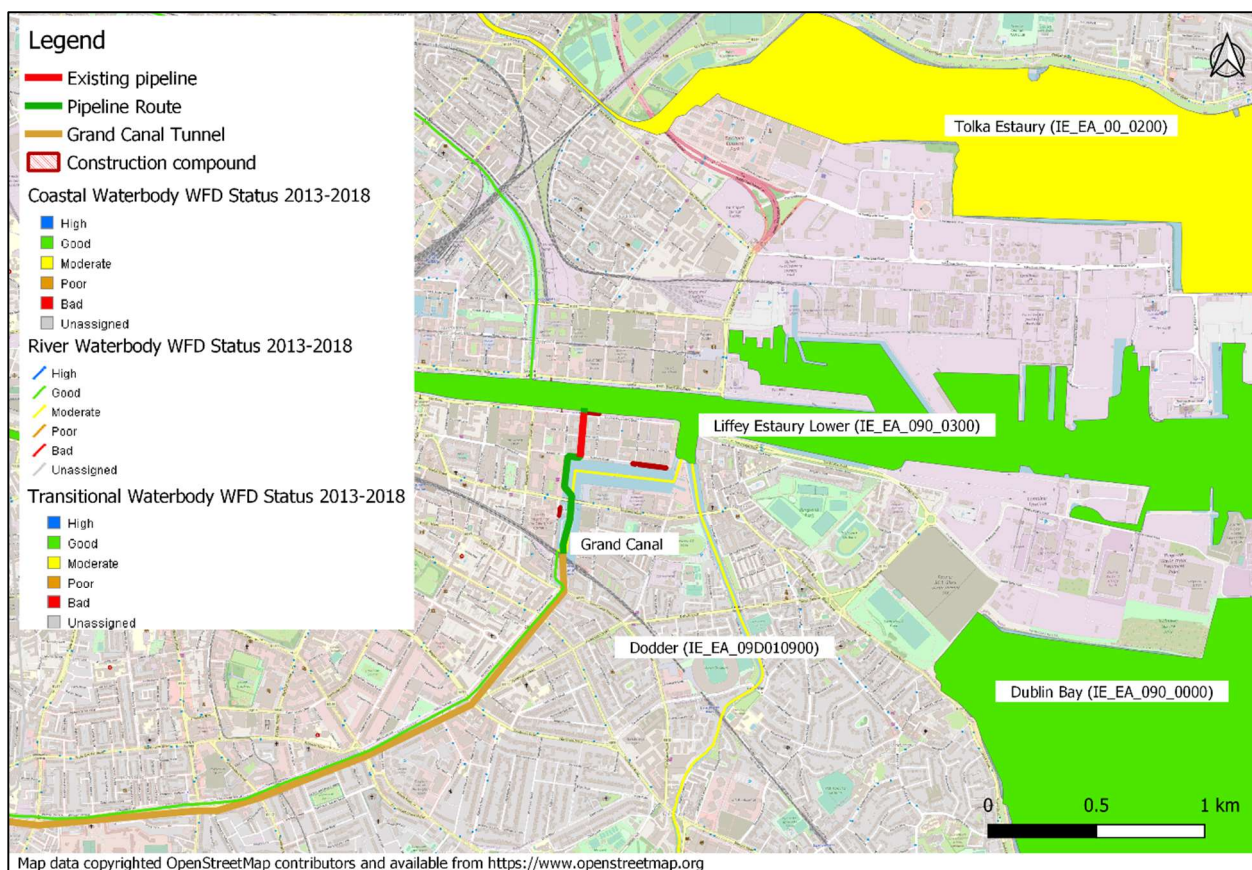 Legend
Existing pipeline
Pipeline Route
Grand Canal Tunnel
Construction compound
Coastal Waterbody WFD Status 2013-2018
High
Good
Moderate
Poor
Bad
Unassigned
River Waterbody WFD Status 2013-2018
High
Good
Moderate
Poor
Bad
Unassigned
Transitional Waterbody WFD Status 2013-2018
High
Good
Moderate
Poor
Bad
Unassigned
Tolka Estaury (IE_EA_00_0200)
Liffey Estaury Lower (IE_EA_090_0300)
Grand Canal
Dodder (IE_EA_09D010900)
Dublin Bay (IE_EA_090_0000)
0 0.5 1 km
Map data copyrighted OpenStreetMap contributors and available from https://www.openstreetmap.org